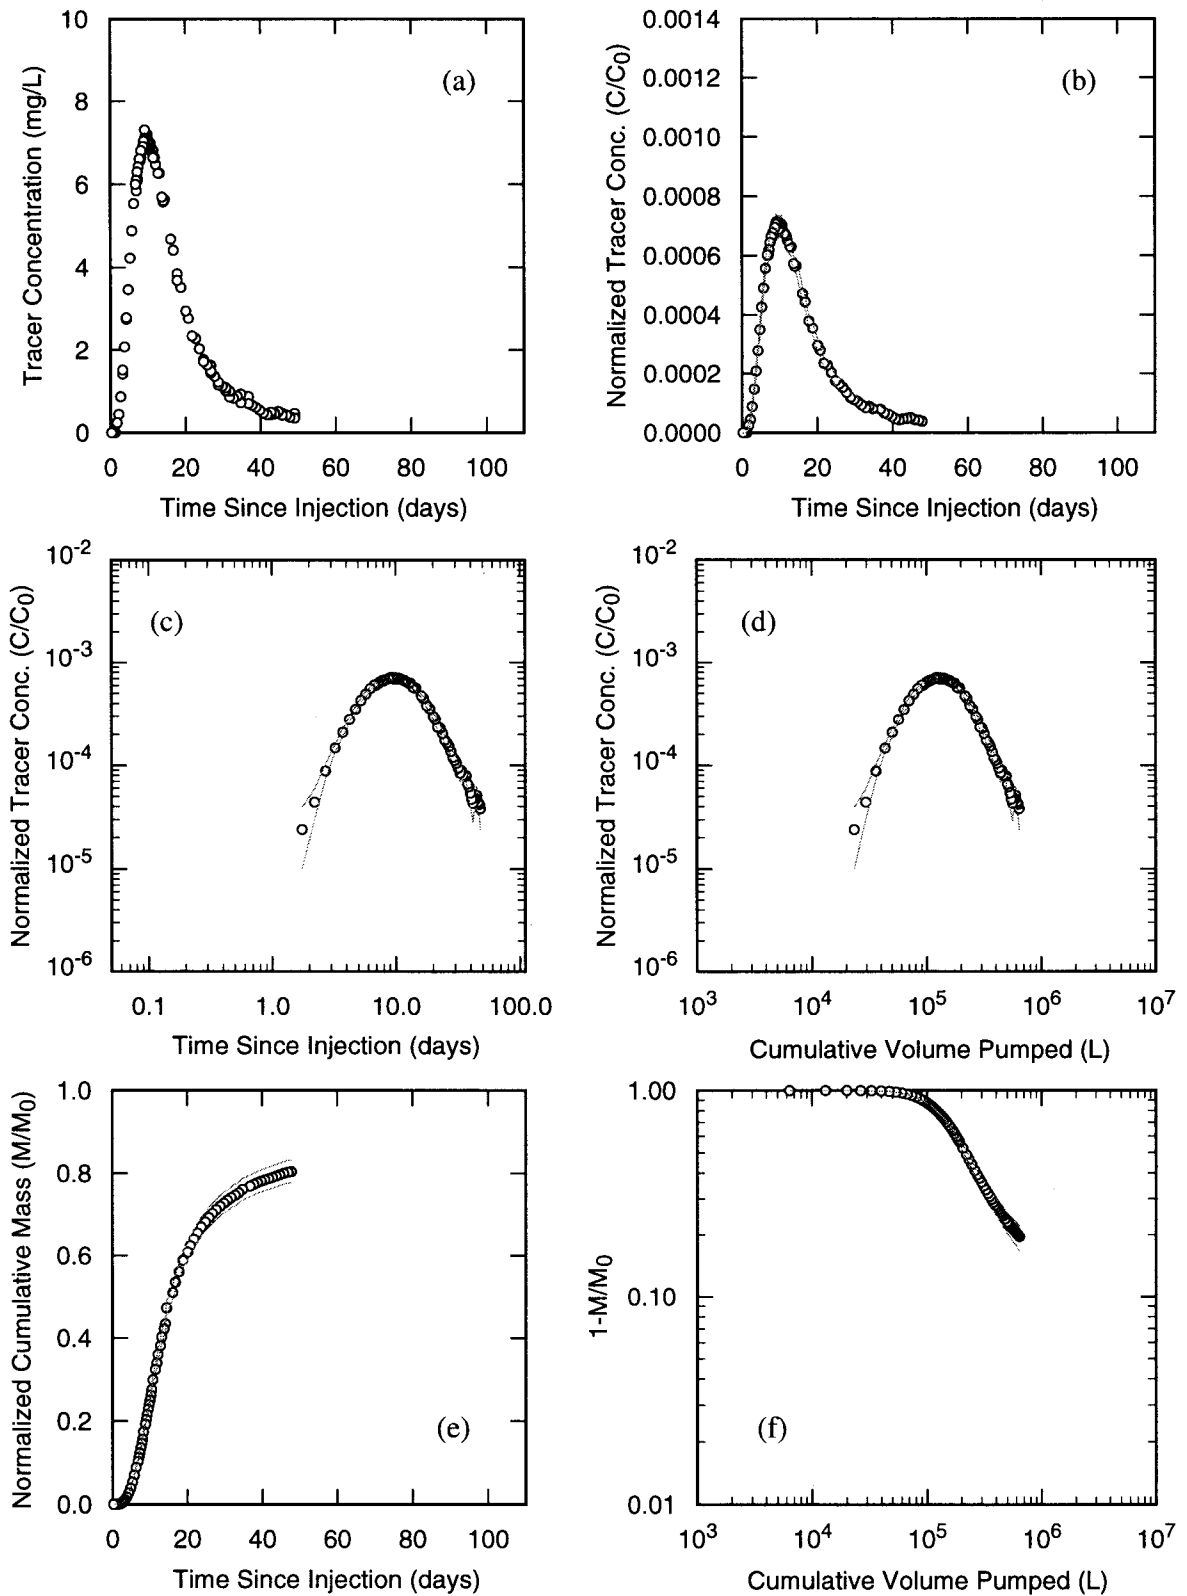 10
8
6
4
2
0
Tracer Concentration (mg/L)
(a)
0 20 40 60 80 100
Time Since Injection (days)
0.0014
0.0012
0.0010
0.0008
0.0006
0.0004
0.0002
0.0000
Normalized Tracer Conc. (C/C0)
(b)
0 20 40 60 80 100
Time Since Injection (days)
10-2
10-3
10-4
10-5
10-6
Normalized Tracer Conc. (C/C0)
(c)
0.1 1.0 10.0 100.0
Time Since Injection (days)
10-2
10-3
10-4
10-5
10-6
Normalized Tracer Conc. (C/C0)
(d)
103 104 105 106 107
Cumulative Volume Pumped (L)
1.0
0.8
0.6
0.4
0.2
0.0
Normalized Cumulative Mass (M/M0)
(e)
0 20 40 60 80 100
Time Since Injection (days)
1.00
0.10
0.01
1-M/M0
(f)
103 104 105 106 107
Cumulative Volume Pumped (L)